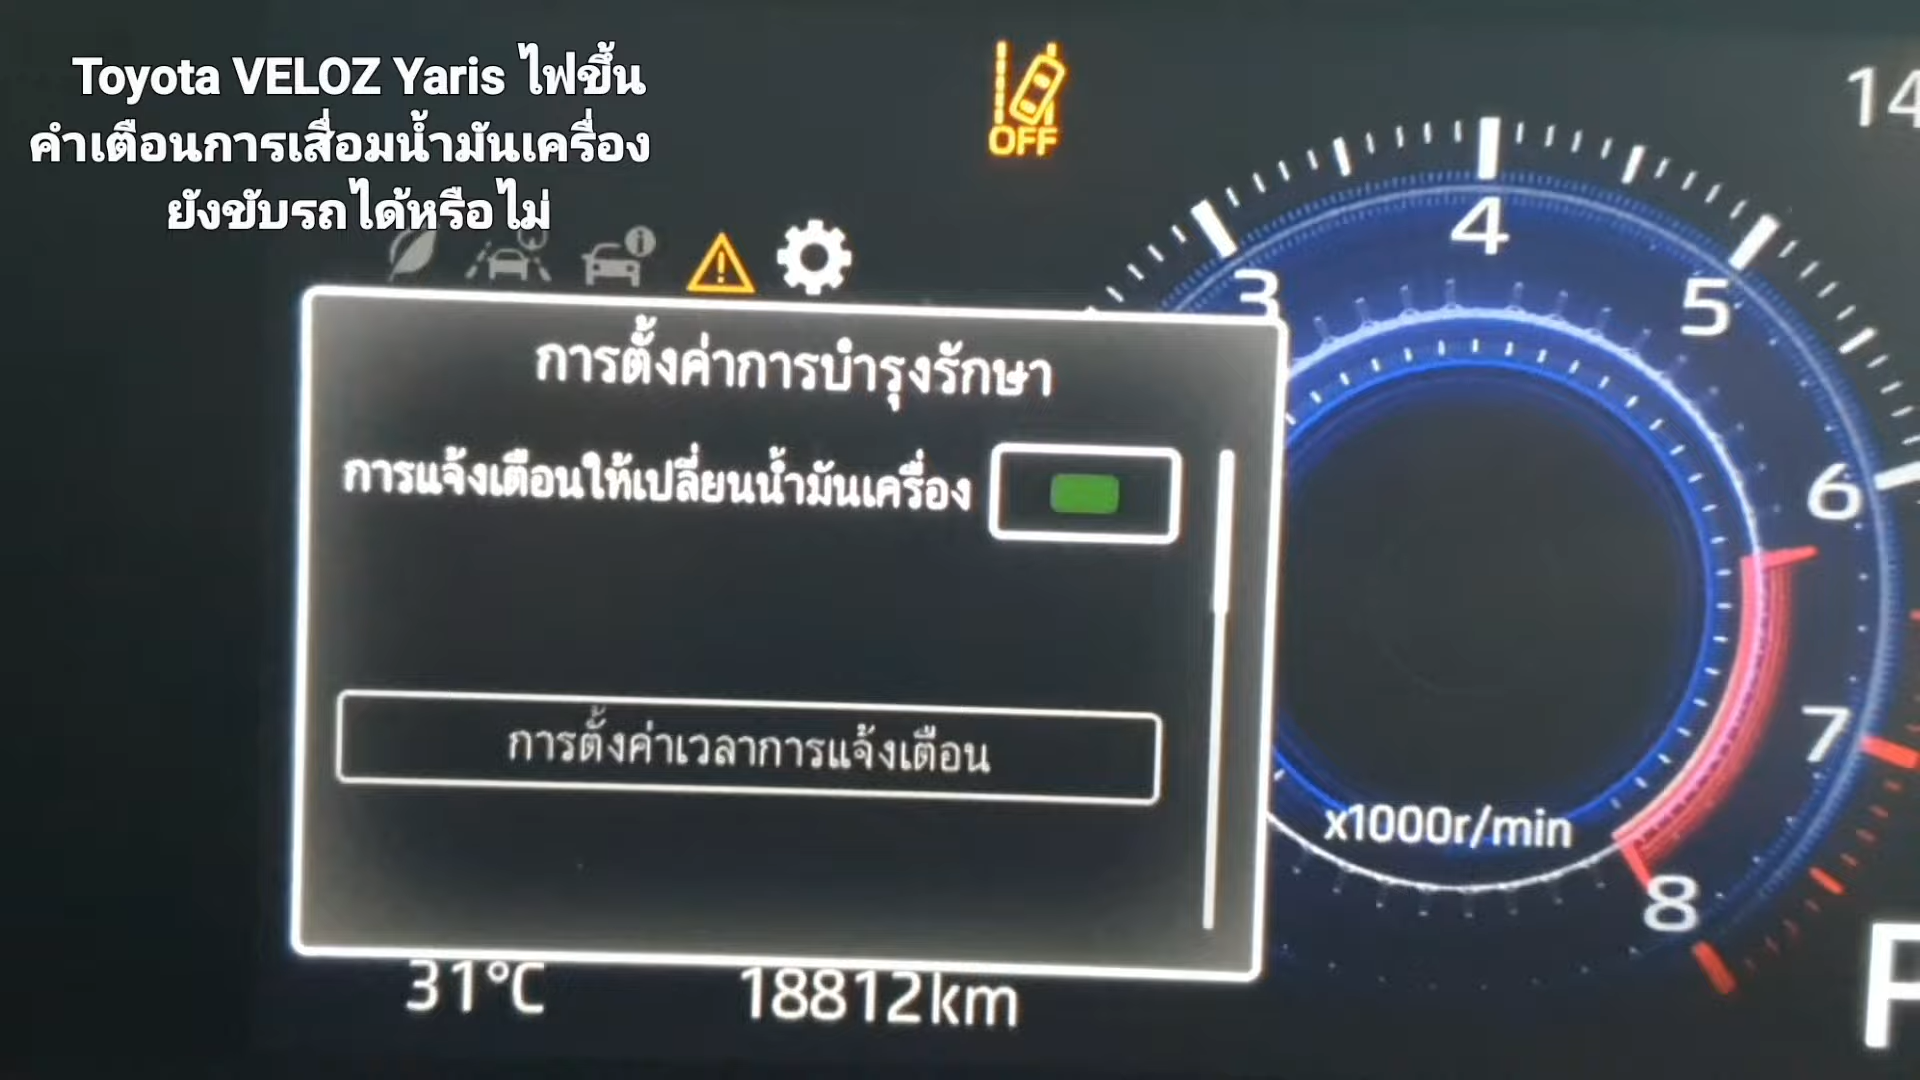 Toyota VELOZ Yaris ไฟขึ้น
คำเตือนการเสื่อมน้ำมันเครื่อง
ยังขับรถได้หรือไม่
OFF
14
การตั้งค่าการบำรุงรักษา
การแจ้งเตือนให้เปลี่ยนน้ำมันเครื่อง
การตั้งค่าเวลาการแจ้งเตือน
3
4
5
6
7
8
x1000r/min
31°C
18812km
P